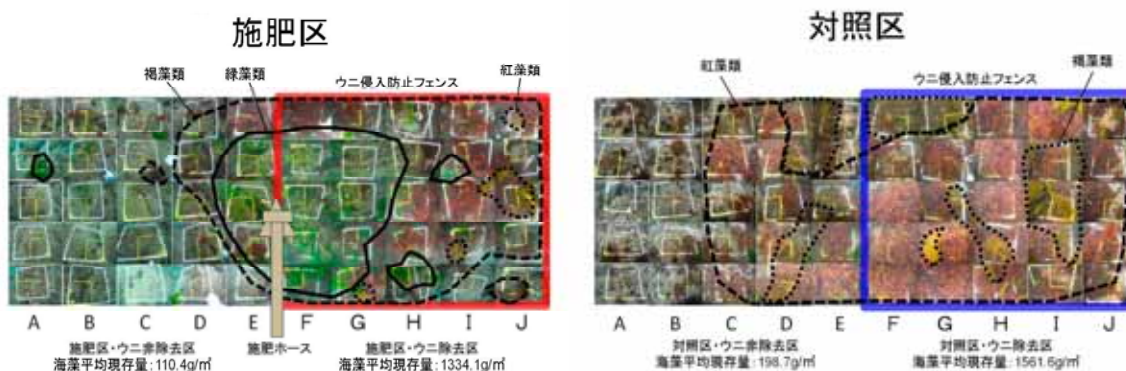 施肥区
対照区
褐藻類
緑藻類
ウニ侵入防止フェンス
紅藻類
紅藻類
ウニ侵入防止フェンス
褐藻類
A B C D E F G H I J
A B C D E F G H I J
施肥区・ウニ非除去区
海藻平均現存量:110.4g/㎡
施肥ホース
施肥区・ウニ除去区
海藻平均現存量:1334.1g/㎡
対照区・ウニ非除去区
海藻平均現存量:198.7g/㎡
対照区・ウニ除去区
海藻平均現存量:1561.6g/㎡